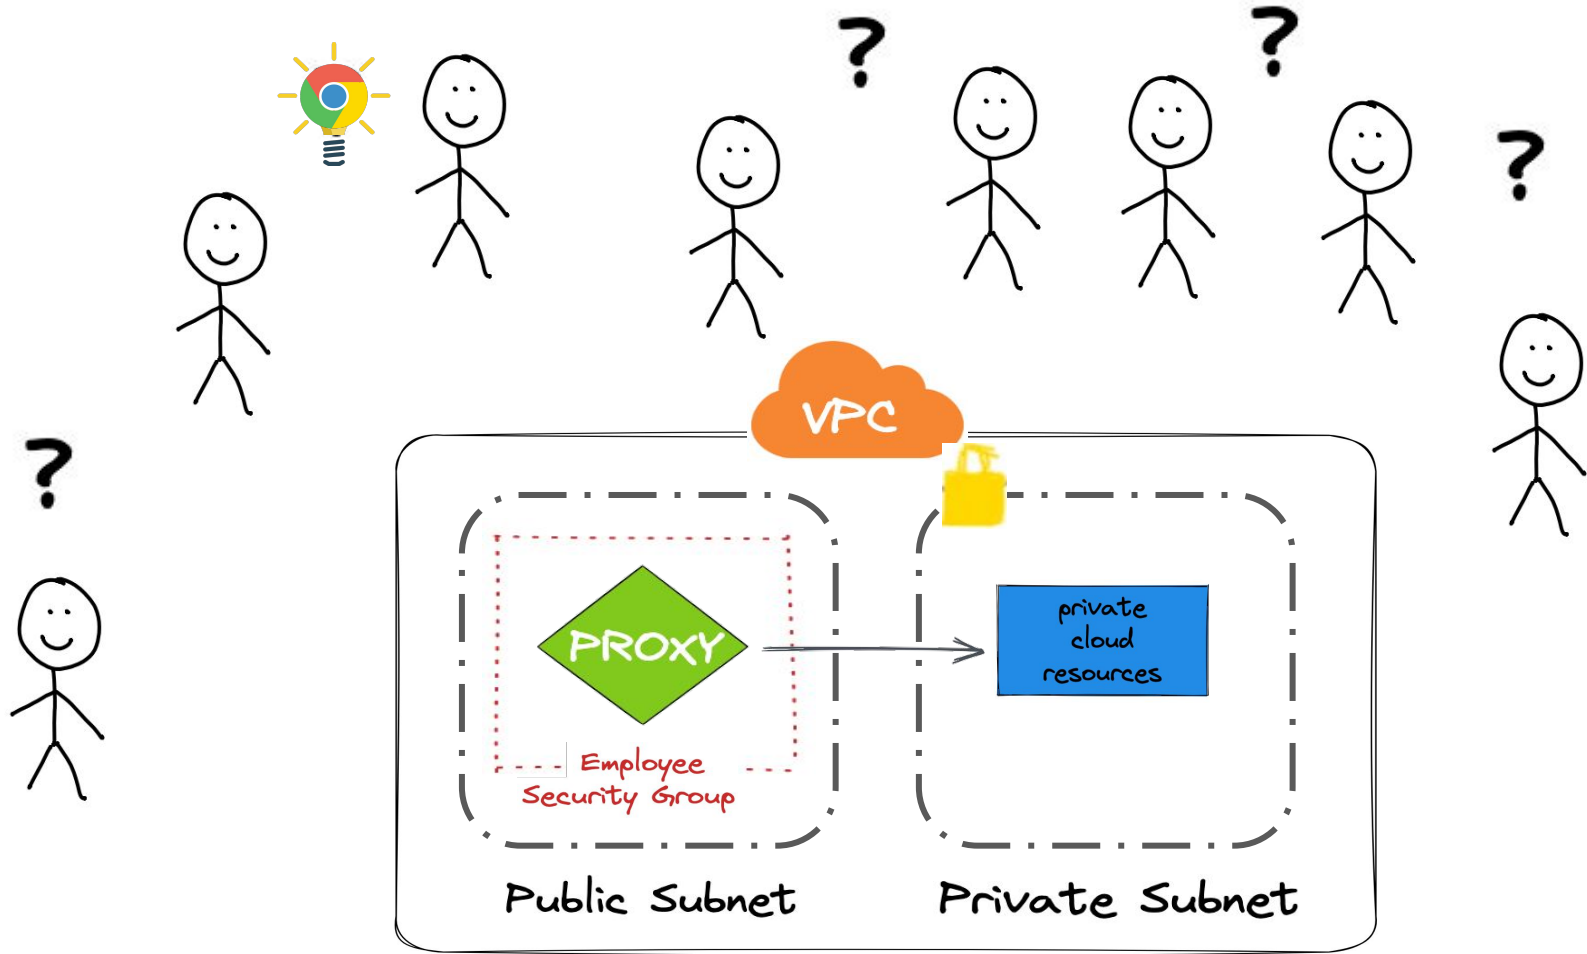 ?
?
?
?
VPC
PROXY
private
cloud
resources
Employee
Security Group
Public Subnet
Private Subnet